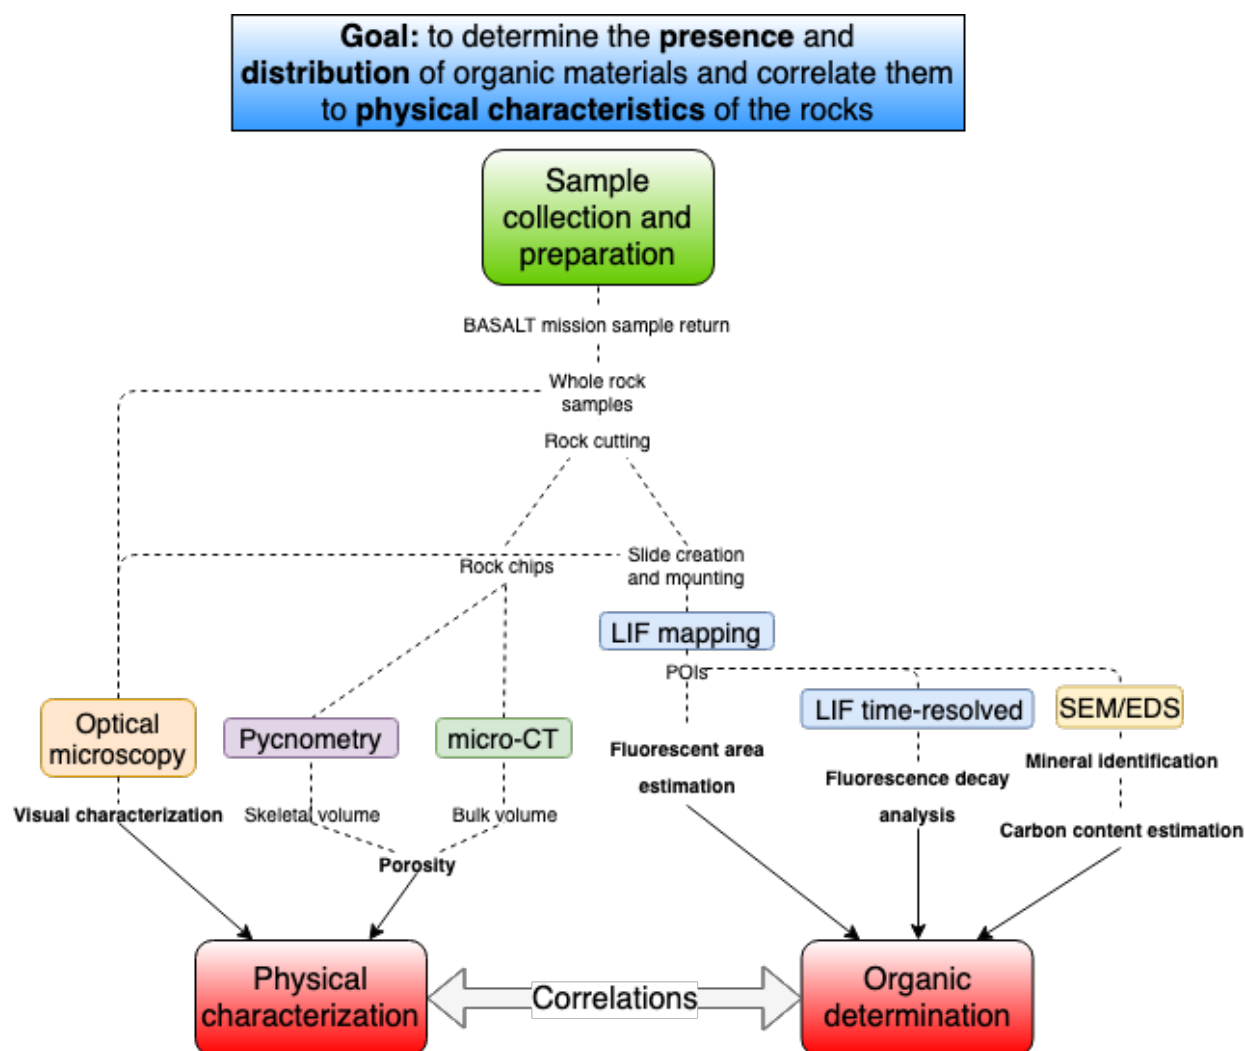 Goal: to determine the presence and
distribution of organic materials and correlate them
to physical characteristics of the rocks
Sample
collection and
preparation
BASALT mission sample return
Whole rock
samples
Rock cutting
Rock chips
Slide creation
and mounting
LIF mapping
POIs
Optical
microscopy
Pycnometry
micro-CT
LIF time-resolved
SEM/EDS
Visual characterization
Skeletal volume
Bulk volume
Porosity
Fluorescent area
estimation
Fluorescence decay
analysis
Mineral identification
Carbon content estimation
Physical
characterization
Correlations
Organic
determination